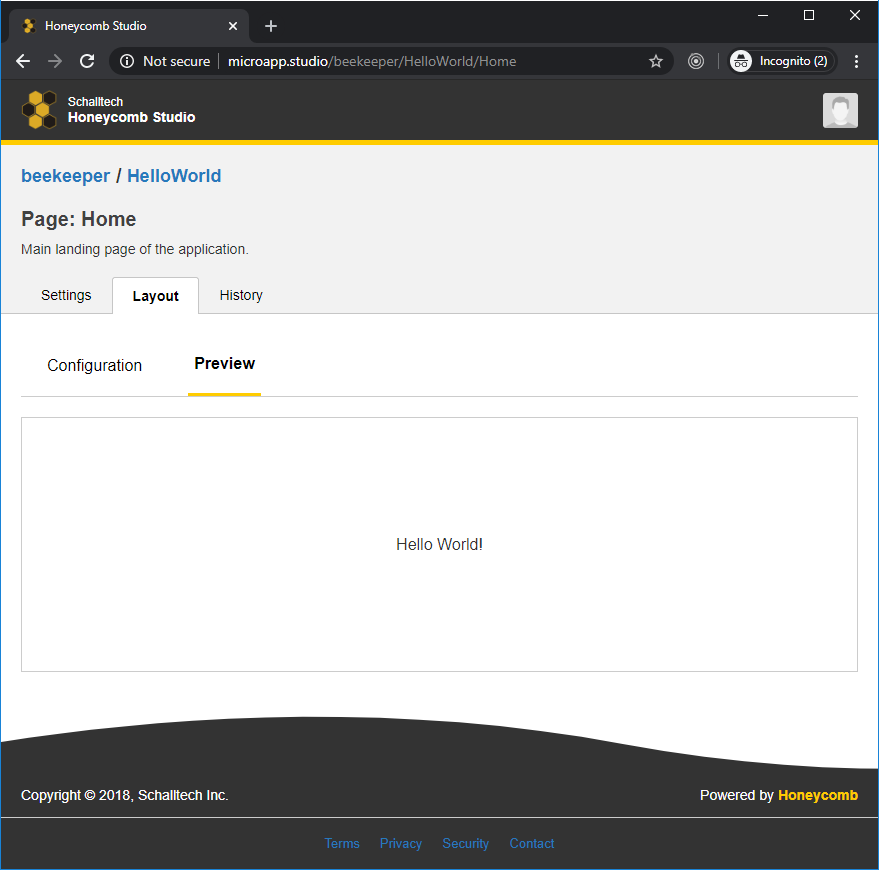 Honeycomb Studio
Not secure microapp.studio/beekeeper/HelloWorld/Home Incognito (2)
Schalltech
Honeycomb Studio
beekeeper / HelloWorld
Page: Home
Main landing page of the application.
Settings Layout History
Configuration Preview
Hello World!
Copyright © 2018, Schalltech Inc. Powered by Honeycomb
Terms Privacy Security Contact